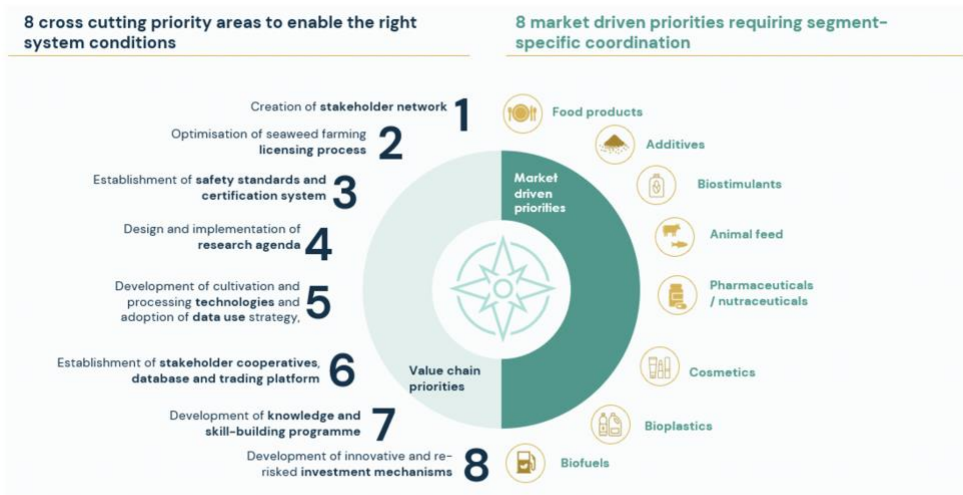 8 cross cutting priority areas to enable the right
system conditions
8 market driven priorities requiring segment-
specific coordination
Creation of stakeholder network 1
Optimisation of seaweed farming
licensing process 2
Establishment of safety standards and
certification system 3
Design and implementation of
research agenda 4
Development of cultivation and
processing technologies and
adoption of data use strategy, 5
Establishment of stakeholder cooperatives,
database and trading platform 6
Development of knowledge and
skill-building programme 7
Development of innovative and re-
risked investment mechanisms 8
Value chain
priorities
Market
driven
priorities
Food products
Additives
Biostimulants
Animal feed
Pharmaceuticals
/ nutraceuticals
Cosmetics
Bioplastics
Biofuels